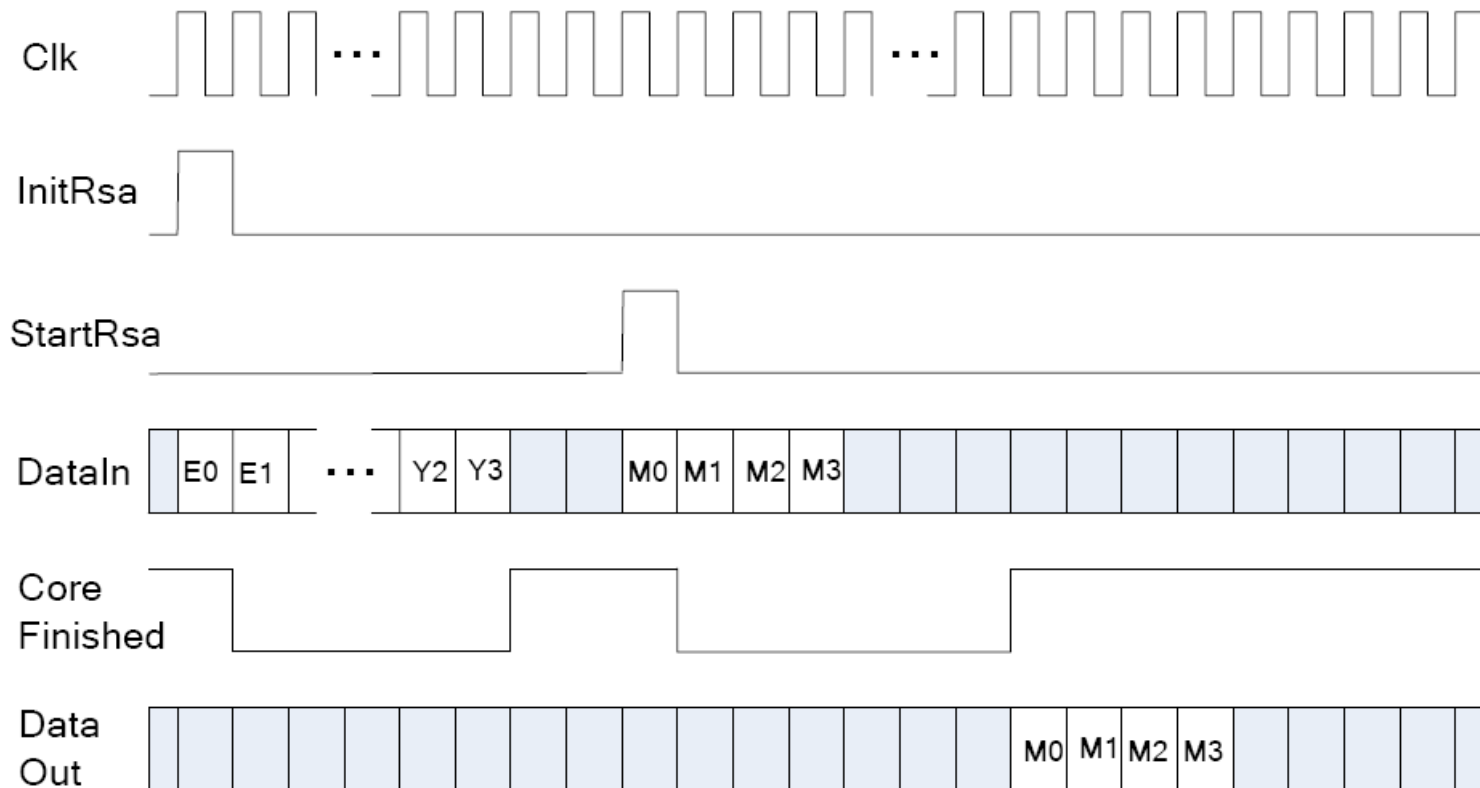 Clk ... ...
InitRsa
StartRsa
DataIn E0 E1 ... Y2 Y3 M0 M1 M2 M3
Core
Finished
Data
Out M0 M1 M2 M3